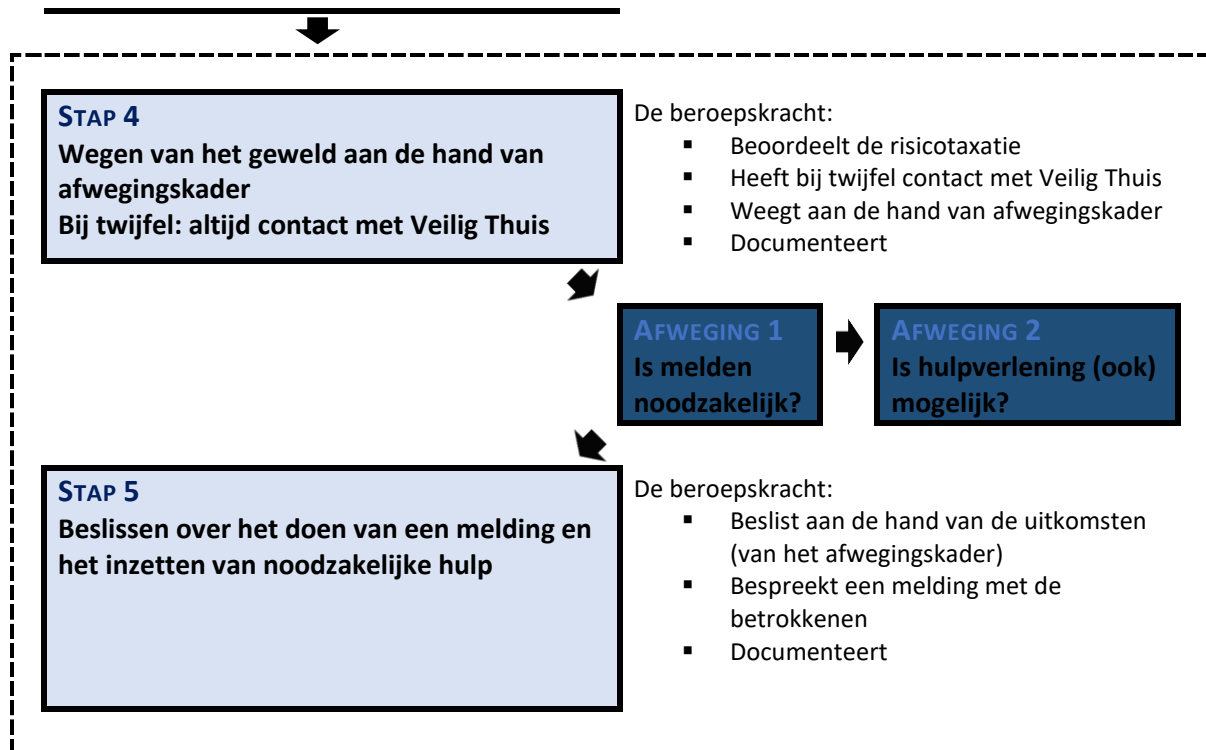 STAP 4
Wegen van het geweld aan de hand van
afwegingskader
Bij twijfel: altijd contact met Veilig Thuis
De beroepskracht:
▪ Beoordeelt de risicotaxatie
▪ Heeft bij twijfel contact met Veilig Thuis
▪ Weegt aan de hand van afwegingskader
▪ Documenteert
AFWEGING 1
Is melden
noodzakelijk?
AFWEGING 2
Is hulpverlening (ook)
mogelijk?
STAP 5
Beslissen over het doen van een melding en
het inzetten van noodzakelijke hulp
De beroepskracht:
▪ Beslist aan de hand van de uitkomsten
(van het afwegingskader)
▪ Bespreekt een melding met de
betrokkenen
▪ Documenteert